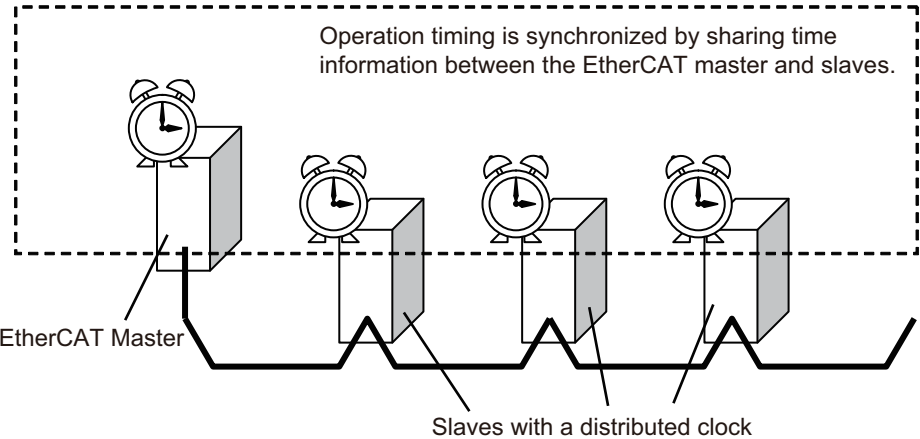 Operation timing is synchronized by sharing time
information between the EtherCAT master and slaves.
EtherCAT Master
Slaves with a distributed clock